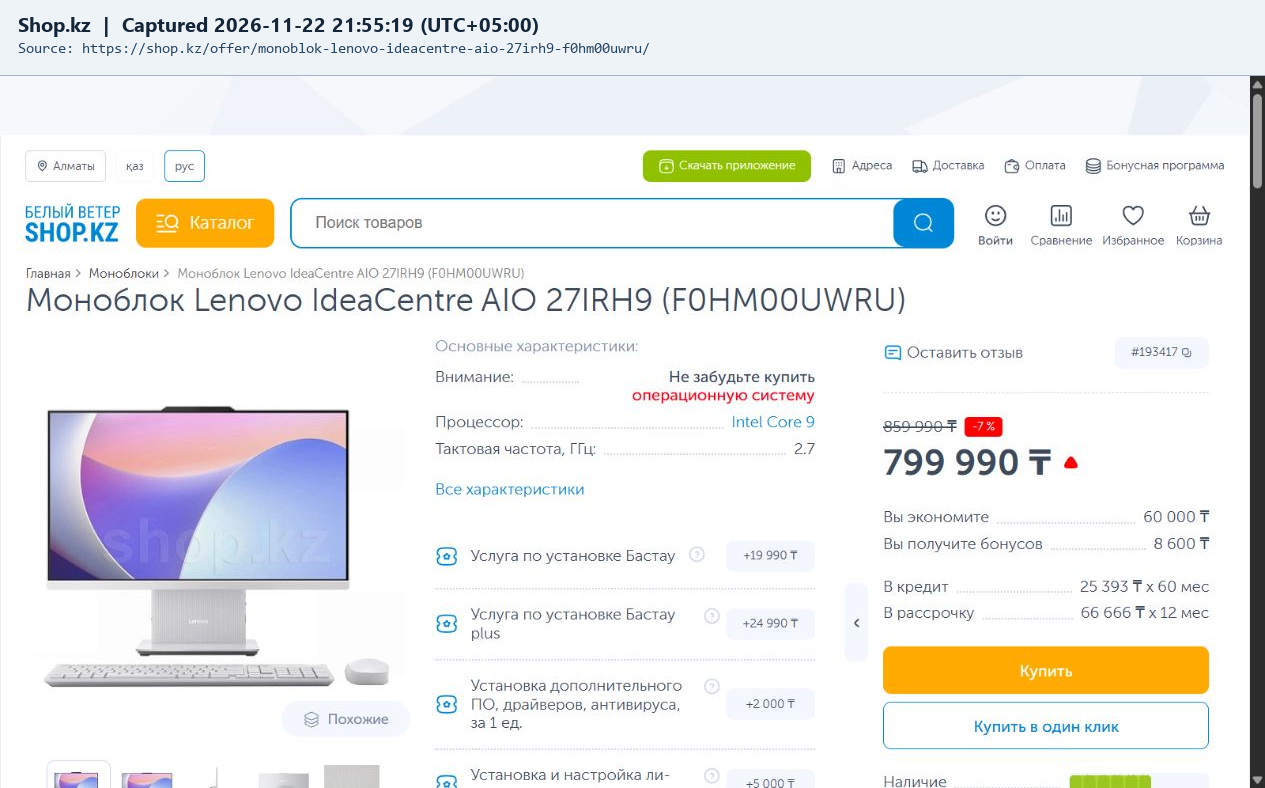 Shop.kz | Captured 2026-11-22 21:55:19 (UTC+05:00)
Source: https://shop.kz/offer/monoblok-lenovo-ideacentre-aio-27irh9-f0hm00uwru/
Алматы
қаз
рус
Скачать приложение
Адреса
Доставка
Оплата
Бонусная программа
БЕЛЫЙ ВЕТЕР
SHOP.KZ
Каталог
Поиск товаров
Войти
Сравнение
Избранное
Корзина
Главная > Моноблоки > Моноблок Lenovo IdeaCentre AIO 27IRH9 (F0HM00UWRU)
Моноблок Lenovo IdeaCentre AIO 27IRH9 (F0HM00UWRU)
shop.kz
Lenovo
Похожие
Основные характеристики:
Внимание: Не забудьте купить
операционную систему
Процессор: Intel Core 9
Тактовая частота, ГГц: 2.7
Все характеристики
Услуга по установке Бастау ? +19 990 ₸
Услуга по установке Бастау
plus
? +24 990 ₸
Установка дополнительного
ПО, драйверов, антивируса,
за 1 ед.
? +2 000 ₸
Установка и настройка ли-
? +5 000 ₸
Оставить отзыв
#193417
859 990 ₸ -7 %
799 990 ₸
Вы экономите 60 000 ₸
Вы получите бонусов 8 600 ₸
В кредит 25 393 ₸ x 60 мес
В рассрочку 66 666 ₸ x 12 мес
Купить
Купить в один клик
Наличие